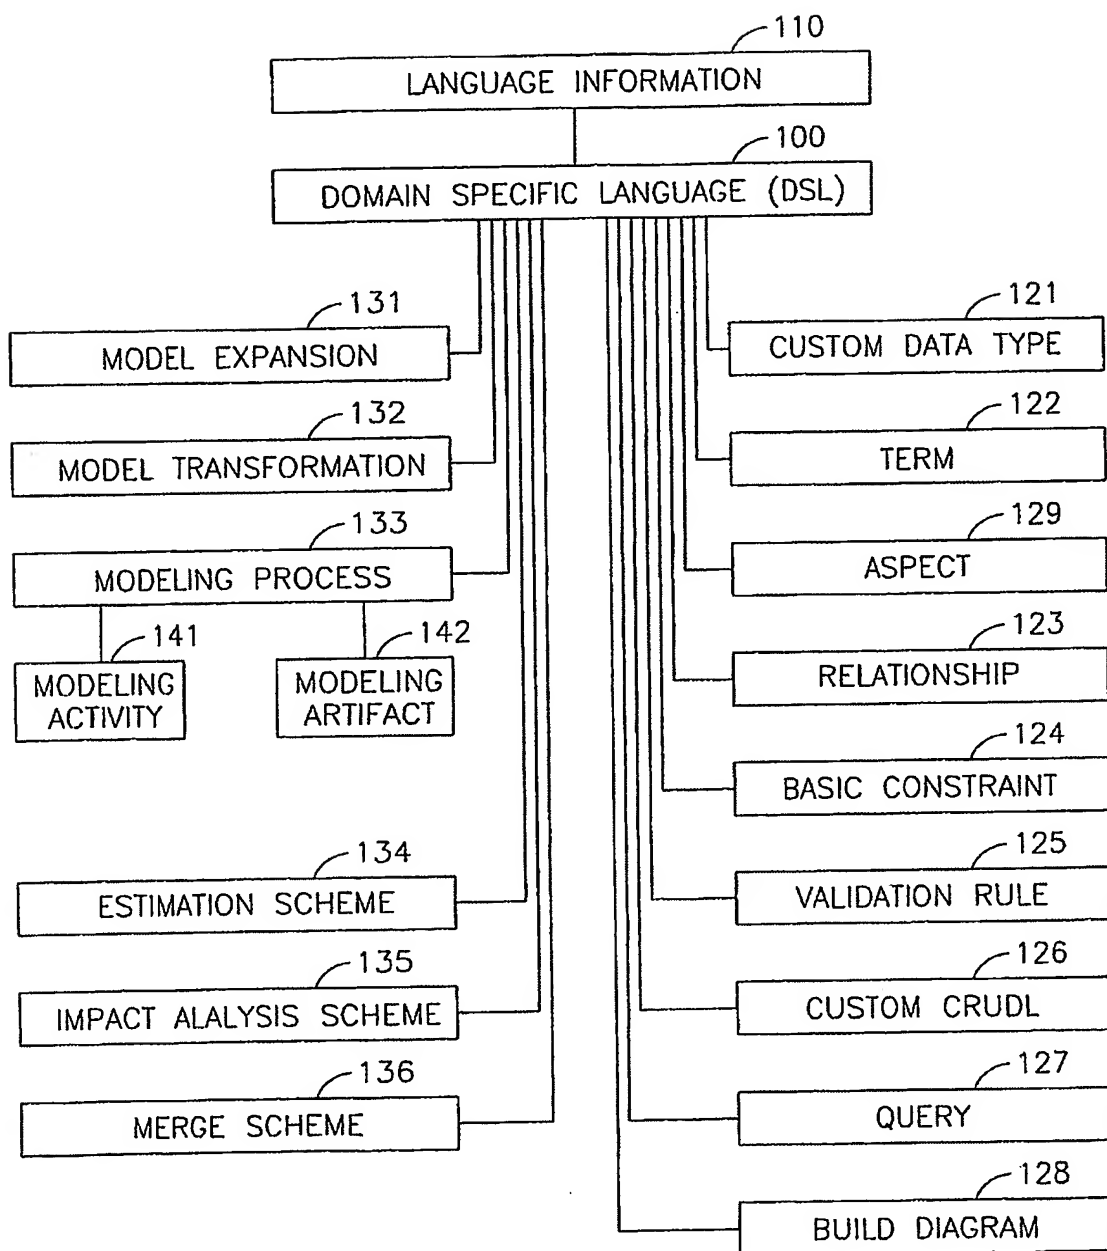 110
LANGUAGE INFORMATION
100
DOMAIN SPECIFIC LANGUAGE (DSL)
131
MODEL EXPANSION
132
MODEL TRANSFORMATION
133
MODELING PROCESS
141
MODELING
ACTIVITY
142
MODELING
ARTIFACT
134
ESTIMATION SCHEME
135
IMPACT ALALYSIS SCHEME
136
MERGE SCHEME
121
CUSTOM DATA TYPE
122
TERM
129
ASPECT
123
RELATIONSHIP
124
BASIC CONSTRAINT
125
VALIDATION RULE
126
CUSTOM CRUDL
127
QUERY
128
BUILD DIAGRAM